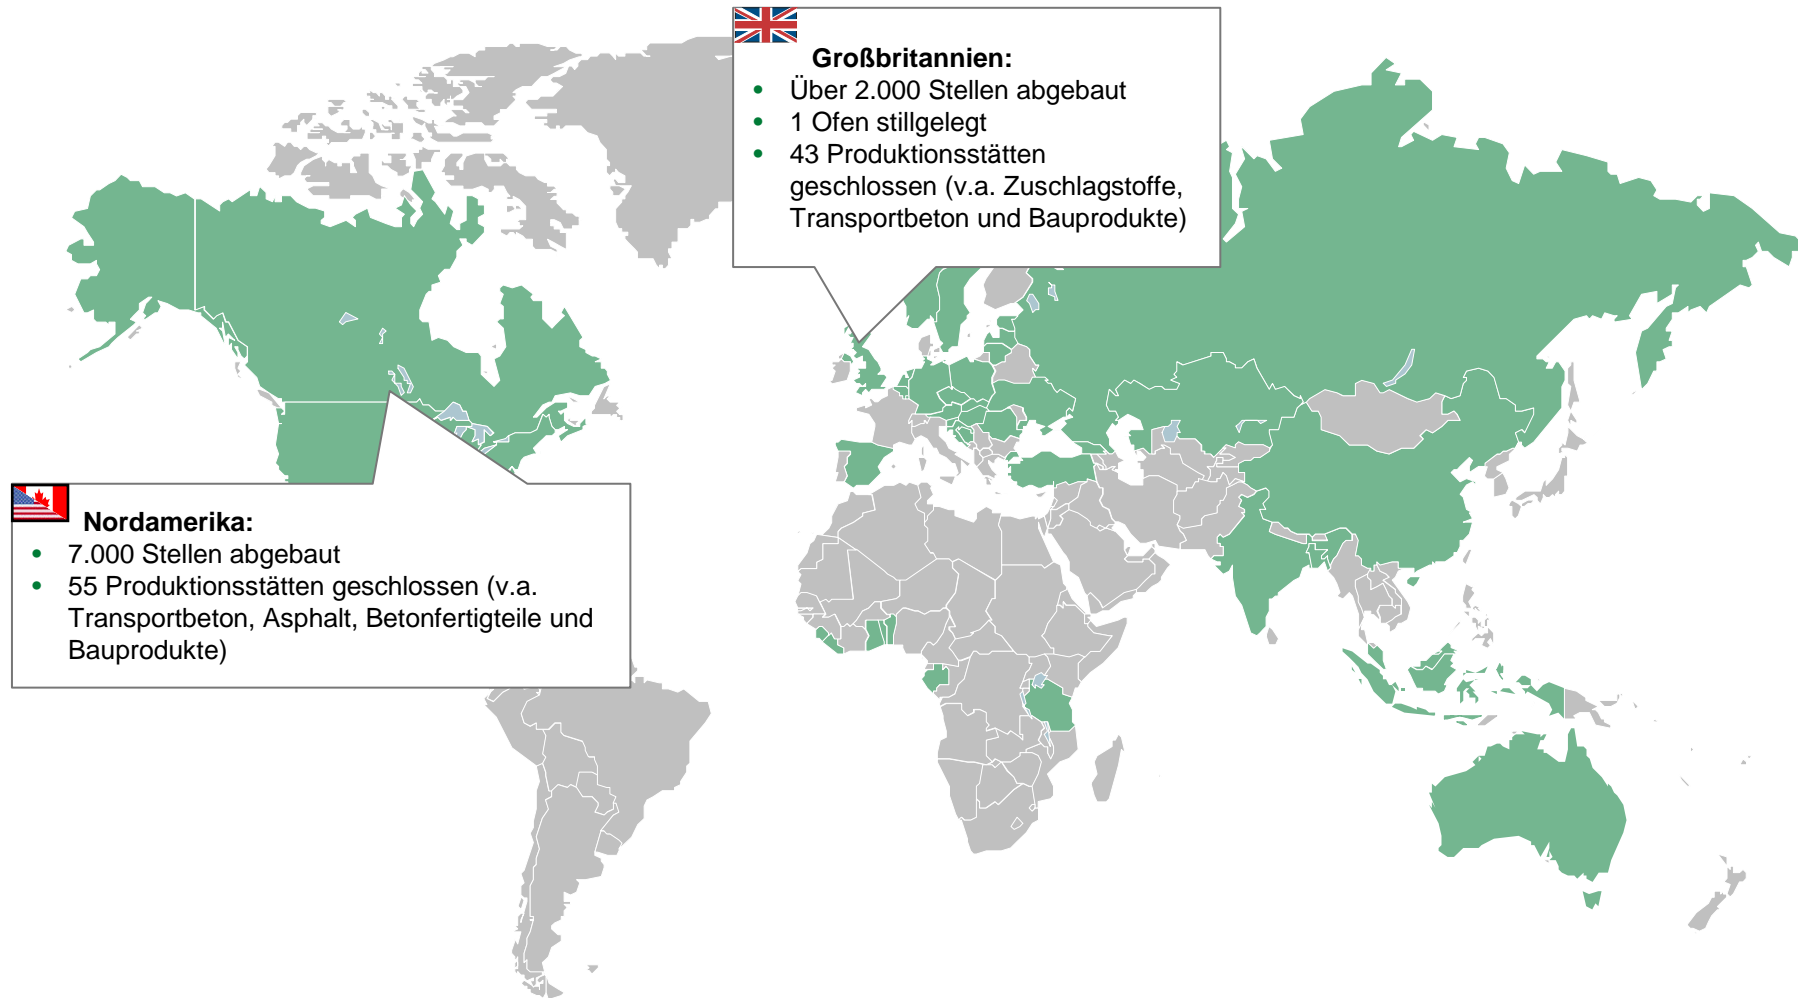 Großbritannien:
• Über 2.000 Stellen abgebaut
• 1 Ofen stillgelegt
• 43 Produktionsstätten
geschlossen (v.a. Zuschlagstoffe,
Transportbeton und Bauprodukte)
Nordamerika:
• 7.000 Stellen abgebaut
• 55 Produktionsstätten geschlossen (v.a.
Transportbeton, Asphalt, Betonfertigteile und
Bauprodukte)